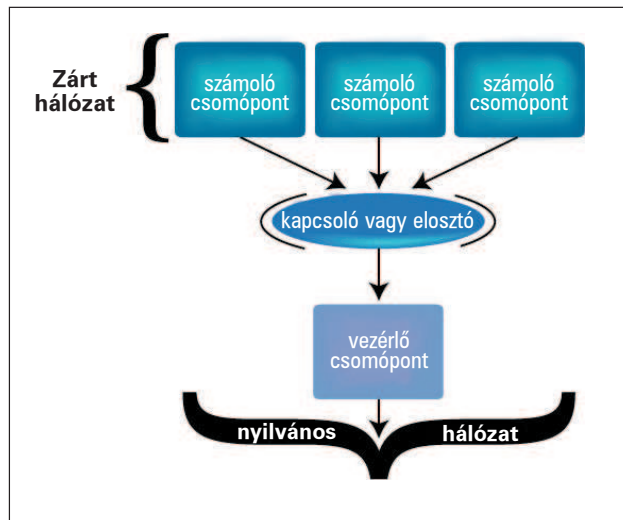 Zárt
hálózat
számoló
csomópont
számoló
csomópont
számoló
csomópont
kapcsoló vagy elosztó
vezérlő
csomópont
nyilvános
hálózat